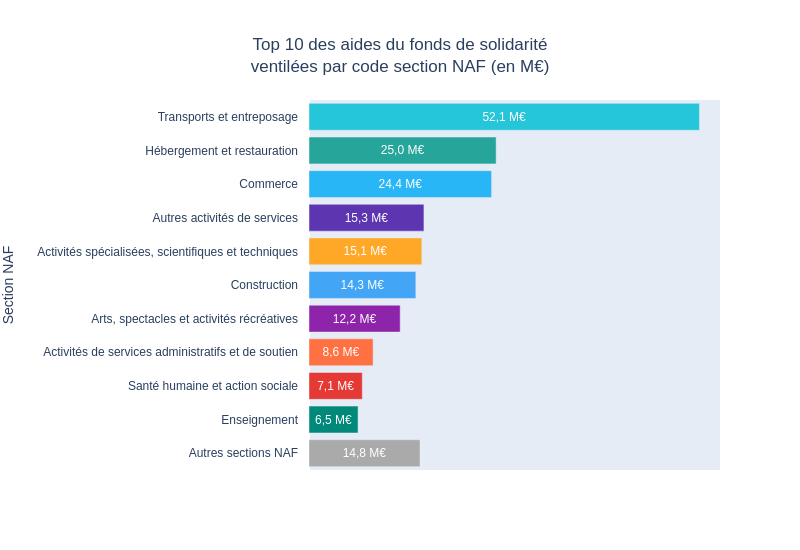 Top 10 des aides du fonds de solidarité
ventilées par code section NAF (en M€)
Section NAF
Transports et entreposage 52,1 M€
Hébergement et restauration 25,0 M€
Commerce 24,4 M€
Autres activités de services 15,3 M€
Activités spécialisées, scientifiques et techniques 15,1 M€
Construction 14,3 M€
Arts, spectacles et activités récréatives 12,2 M€
Activités de services administratifs et de soutien 8,6 M€
Santé humaine et action sociale 7,1 M€
Enseignement 6,5 M€
Autres sections NAF 14,8 M€